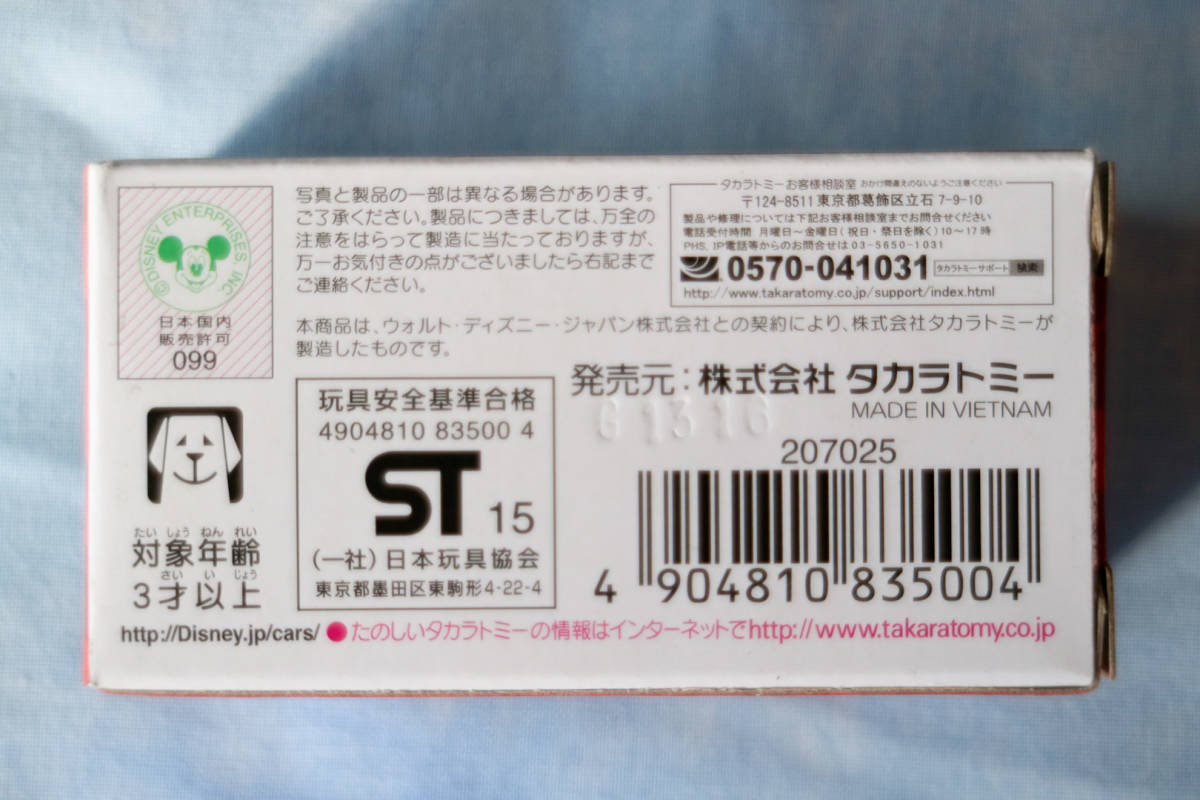 ©DISNEY ENTERPRISES INC.
日本国内
販売許可
099
写真と製品の一部は異なる場合があります。
ご了承ください。製品につきましては、万全の
注意をはらって製造に当たっておりますが、
万一お気付きの点がございましたら右記まで
ご連絡ください。
タカラトミーお客様相談室 おかけ間違えのないようご注意ください
〒124-8511 東京都葛飾区立石 7-9-10
製品や修理については下記お客様相談室までお問合せください
電話受付時間 月曜日〜金曜日(祝日・祭日を除く)10〜17時
PHS、IP電話等からのお問合せは 03-5650-1031
0570-041031 タカラトミーサポート 検索
http://www.takaratomy.co.jp/support/index.html
本商品は、ウォルト・ディズニー・ジャパン株式会社との契約により、株式会社タカラトミーが
製造したものです。
発売元:株式会社 タカラトミー
MADE IN VIETNAM
G1316
207025
4 904810 835004
玩具安全基準合格
4904810 83500 4
ST 15
(一社)日本玩具協会
東京都墨田区東駒形4-22-4
たい しょう ねん れい
対象年齢
さい い じょう
3才以上
http://Disney.jp/cars/ ●たのしいタカラトミーの情報はインターネットでhttp://www.takaratomy.co.jp